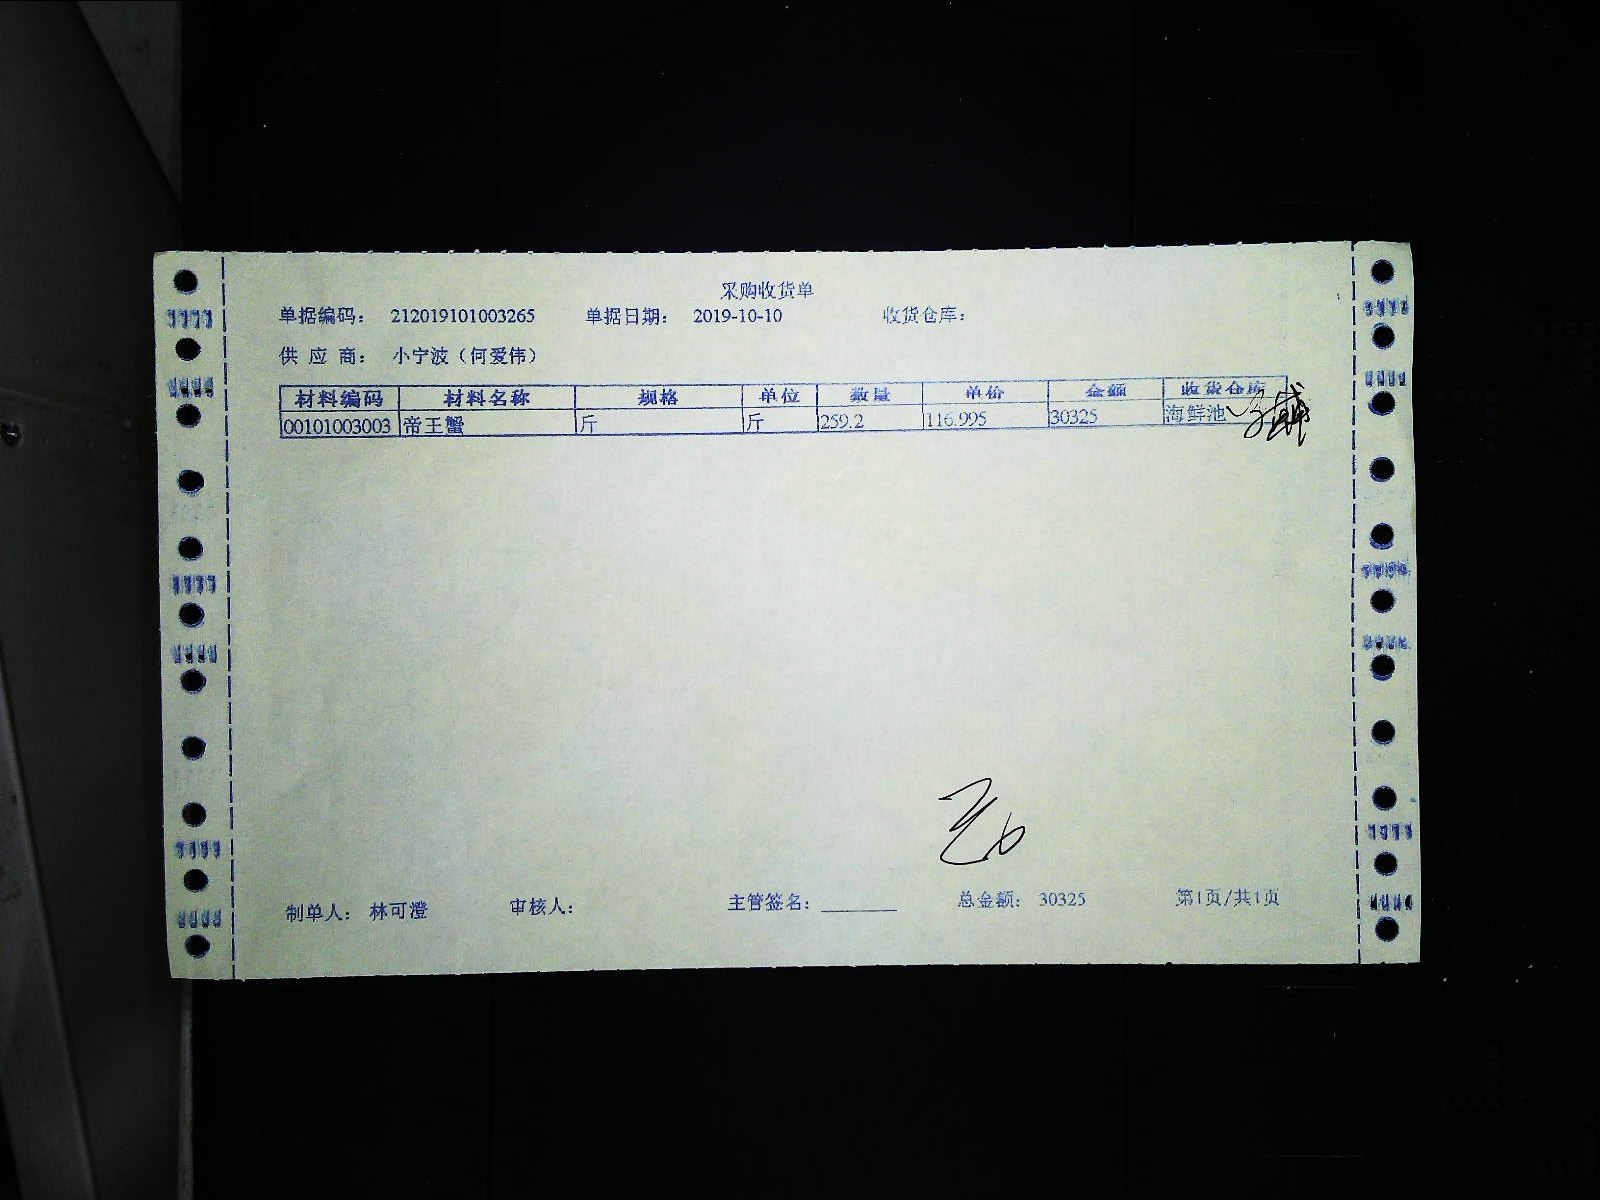 采购收货单
单据编码： 212019101003265 单据日期： 2019-10-10 收货仓库：
供 应 商： 小宁波（何爱伟）
材料编码 材料名称 规格 单位 数量 单价 金额 收货仓库
00101003003 帝王蟹 斤 斤 259.2 116.995 30325 海鲜池
制单人： 林可澄 审核人： 主管签名：________ 总金额： 30325 第1页/共1页